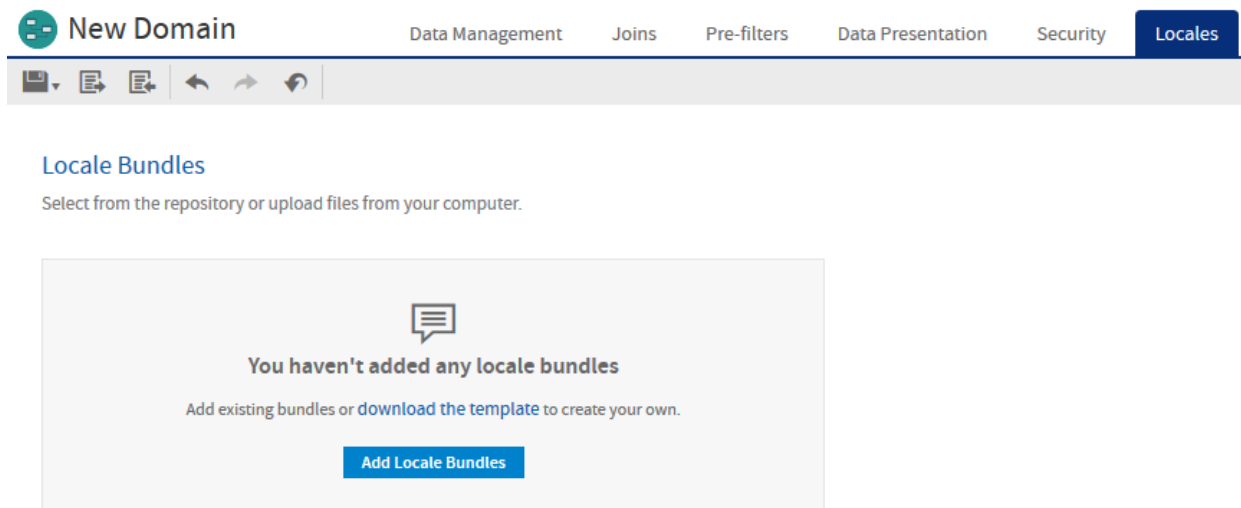 New Domain
Data Management Joins Pre-filters Data Presentation Security Locales
Locale Bundles
Select from the repository or upload files from your computer.
You haven't added any locale bundles
Add existing bundles or download the template to create your own.
Add Locale Bundles